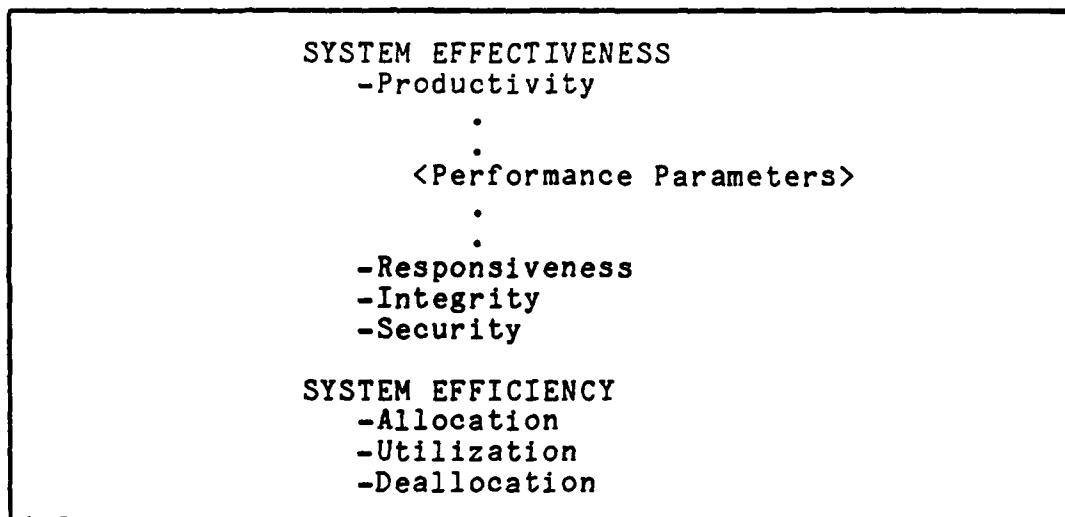 SYSTEM EFFECTIVENESS
-Productivity
.
.
<Performance Parameters>
.
.
-Responsiveness
-Integrity
-Security
SYSTEM EFFICIENCY
-Allocation
-Utilization
-Deallocation